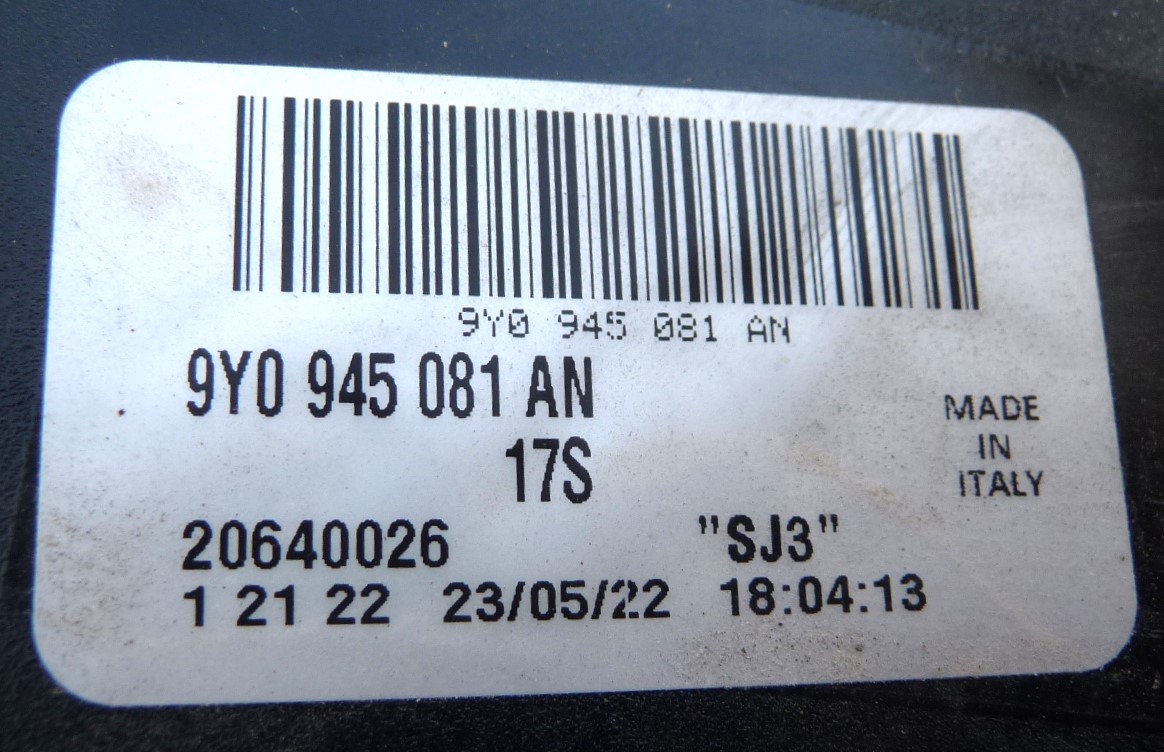 9Y0 945 081 AN
9Y0 945 081 AN
17S
MADE
IN
ITALY
20640026 "SJ3"
1 21 22 23/05/22 18:04:13